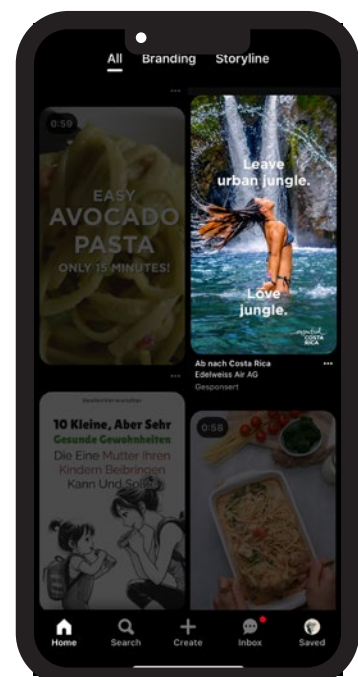 All
Branding
Storyline
0:59
EASY
AVOCADO
PASTA
ONLY 15 MINUTES!
Leave
urban jungle.
Love
jungle.
essential
COSTA
RICA
Ab nach Costa Rica
Edelweiss Air AG
Gesponsert
10 Kleine, Aber Sehr
Gesunde Gewohnheiten
Die Eine Mutter Ihren
Kindern Beibringen
Kann Und Sollte
0:58
Home
Search
Create
Inbox
Saved